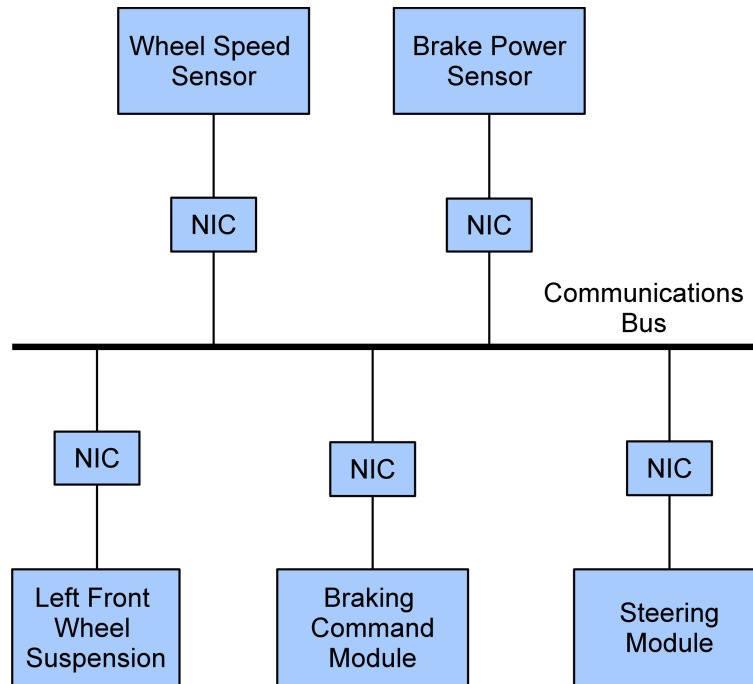 Wheel Speed
Sensor
Brake Power
Sensor
NIC
NIC
Communications
Bus
NIC
NIC
NIC
Left Front
Wheel
Suspension
Braking
Command
Module
Steering
Module